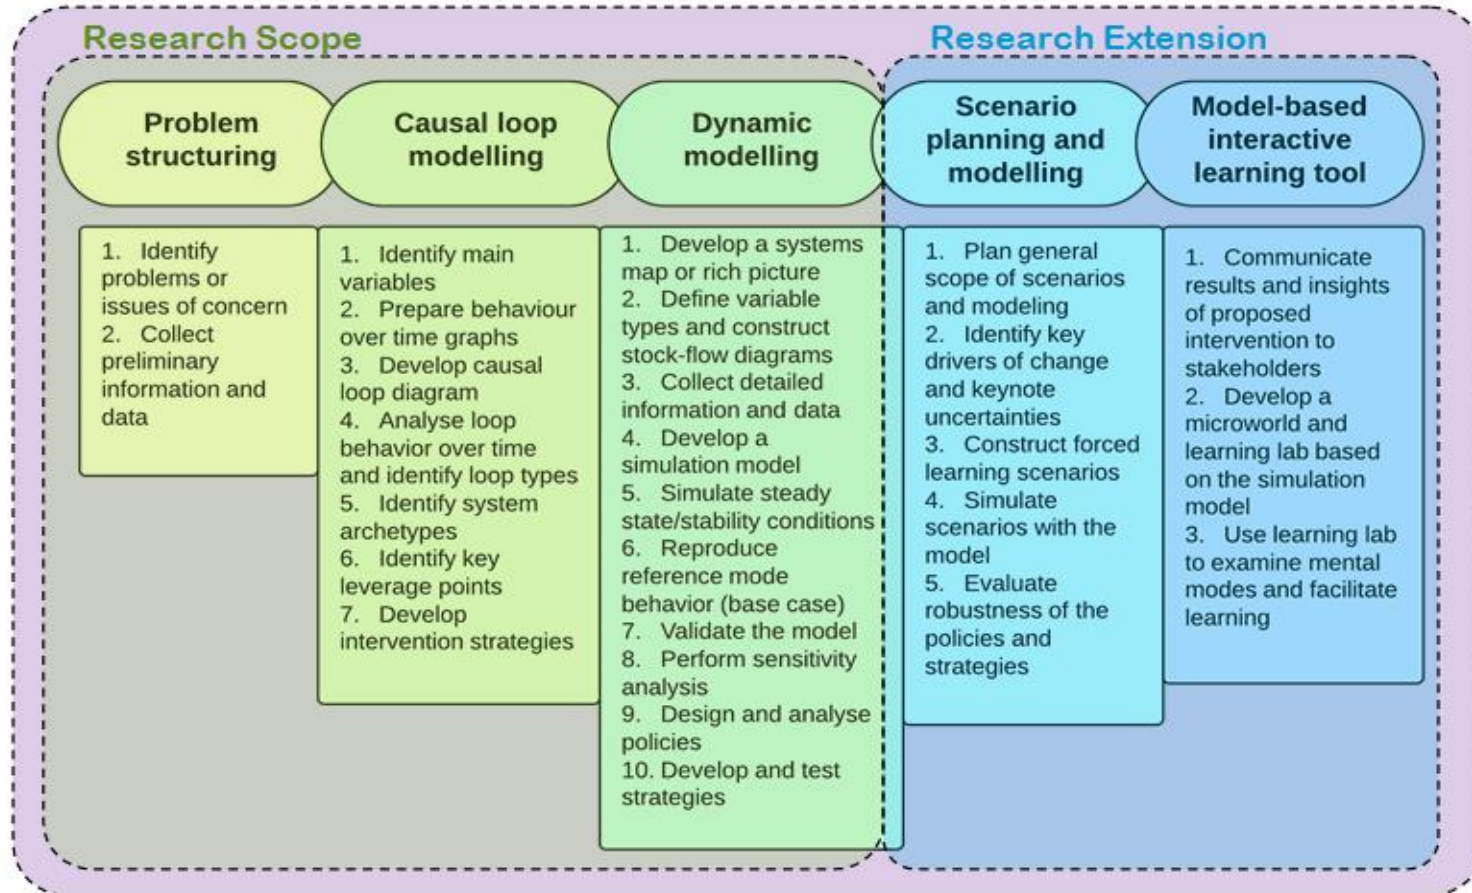 Research Scope
Research Extension
Problem
structuring
Causal loop
modelling
Dynamic
modelling
Scenario
planning and
modelling
Model-based
interactive
learning tool
1. Identify
problems or
issues of concern
2. Collect
preliminary
information and
data
1. Identify main
variables
2. Prepare behaviour
over time graphs
3. Develop causal
loop diagram
4. Analyse loop
behavior over time
and identify loop types
5. Identify system
archetypes
6. Identify key
leverage points
7. Develop
intervention strategies
1. Develop a systems
map or rich picture
2. Define variable
types and construct
stock-flow diagrams
3. Collect detailed
information and data
4. Develop a
simulation model
5. Simulate steady
state/stability conditions
6. Reproduce
reference mode
behavior (base case)
7. Validate the model
8. Perform sensitivity
analysis
9. Design and analyse
policies
10. Develop and test
strategies
1. Plan general
scope of scenarios
and modeling
2. Identify key
drivers of change
and keynote
uncertainties
3. Construct forced
learning scenarios
4. Simulate
scenarios with the
model
5. Evaluate
robustness of the
policies and
strategies
1. Communicate
results and insights
of proposed
intervention to
stakeholders
2. Develop a
microworld and
learning lab based
on the simulation
model
3. Use learning lab
to examine mental
modes and facilitate
learning